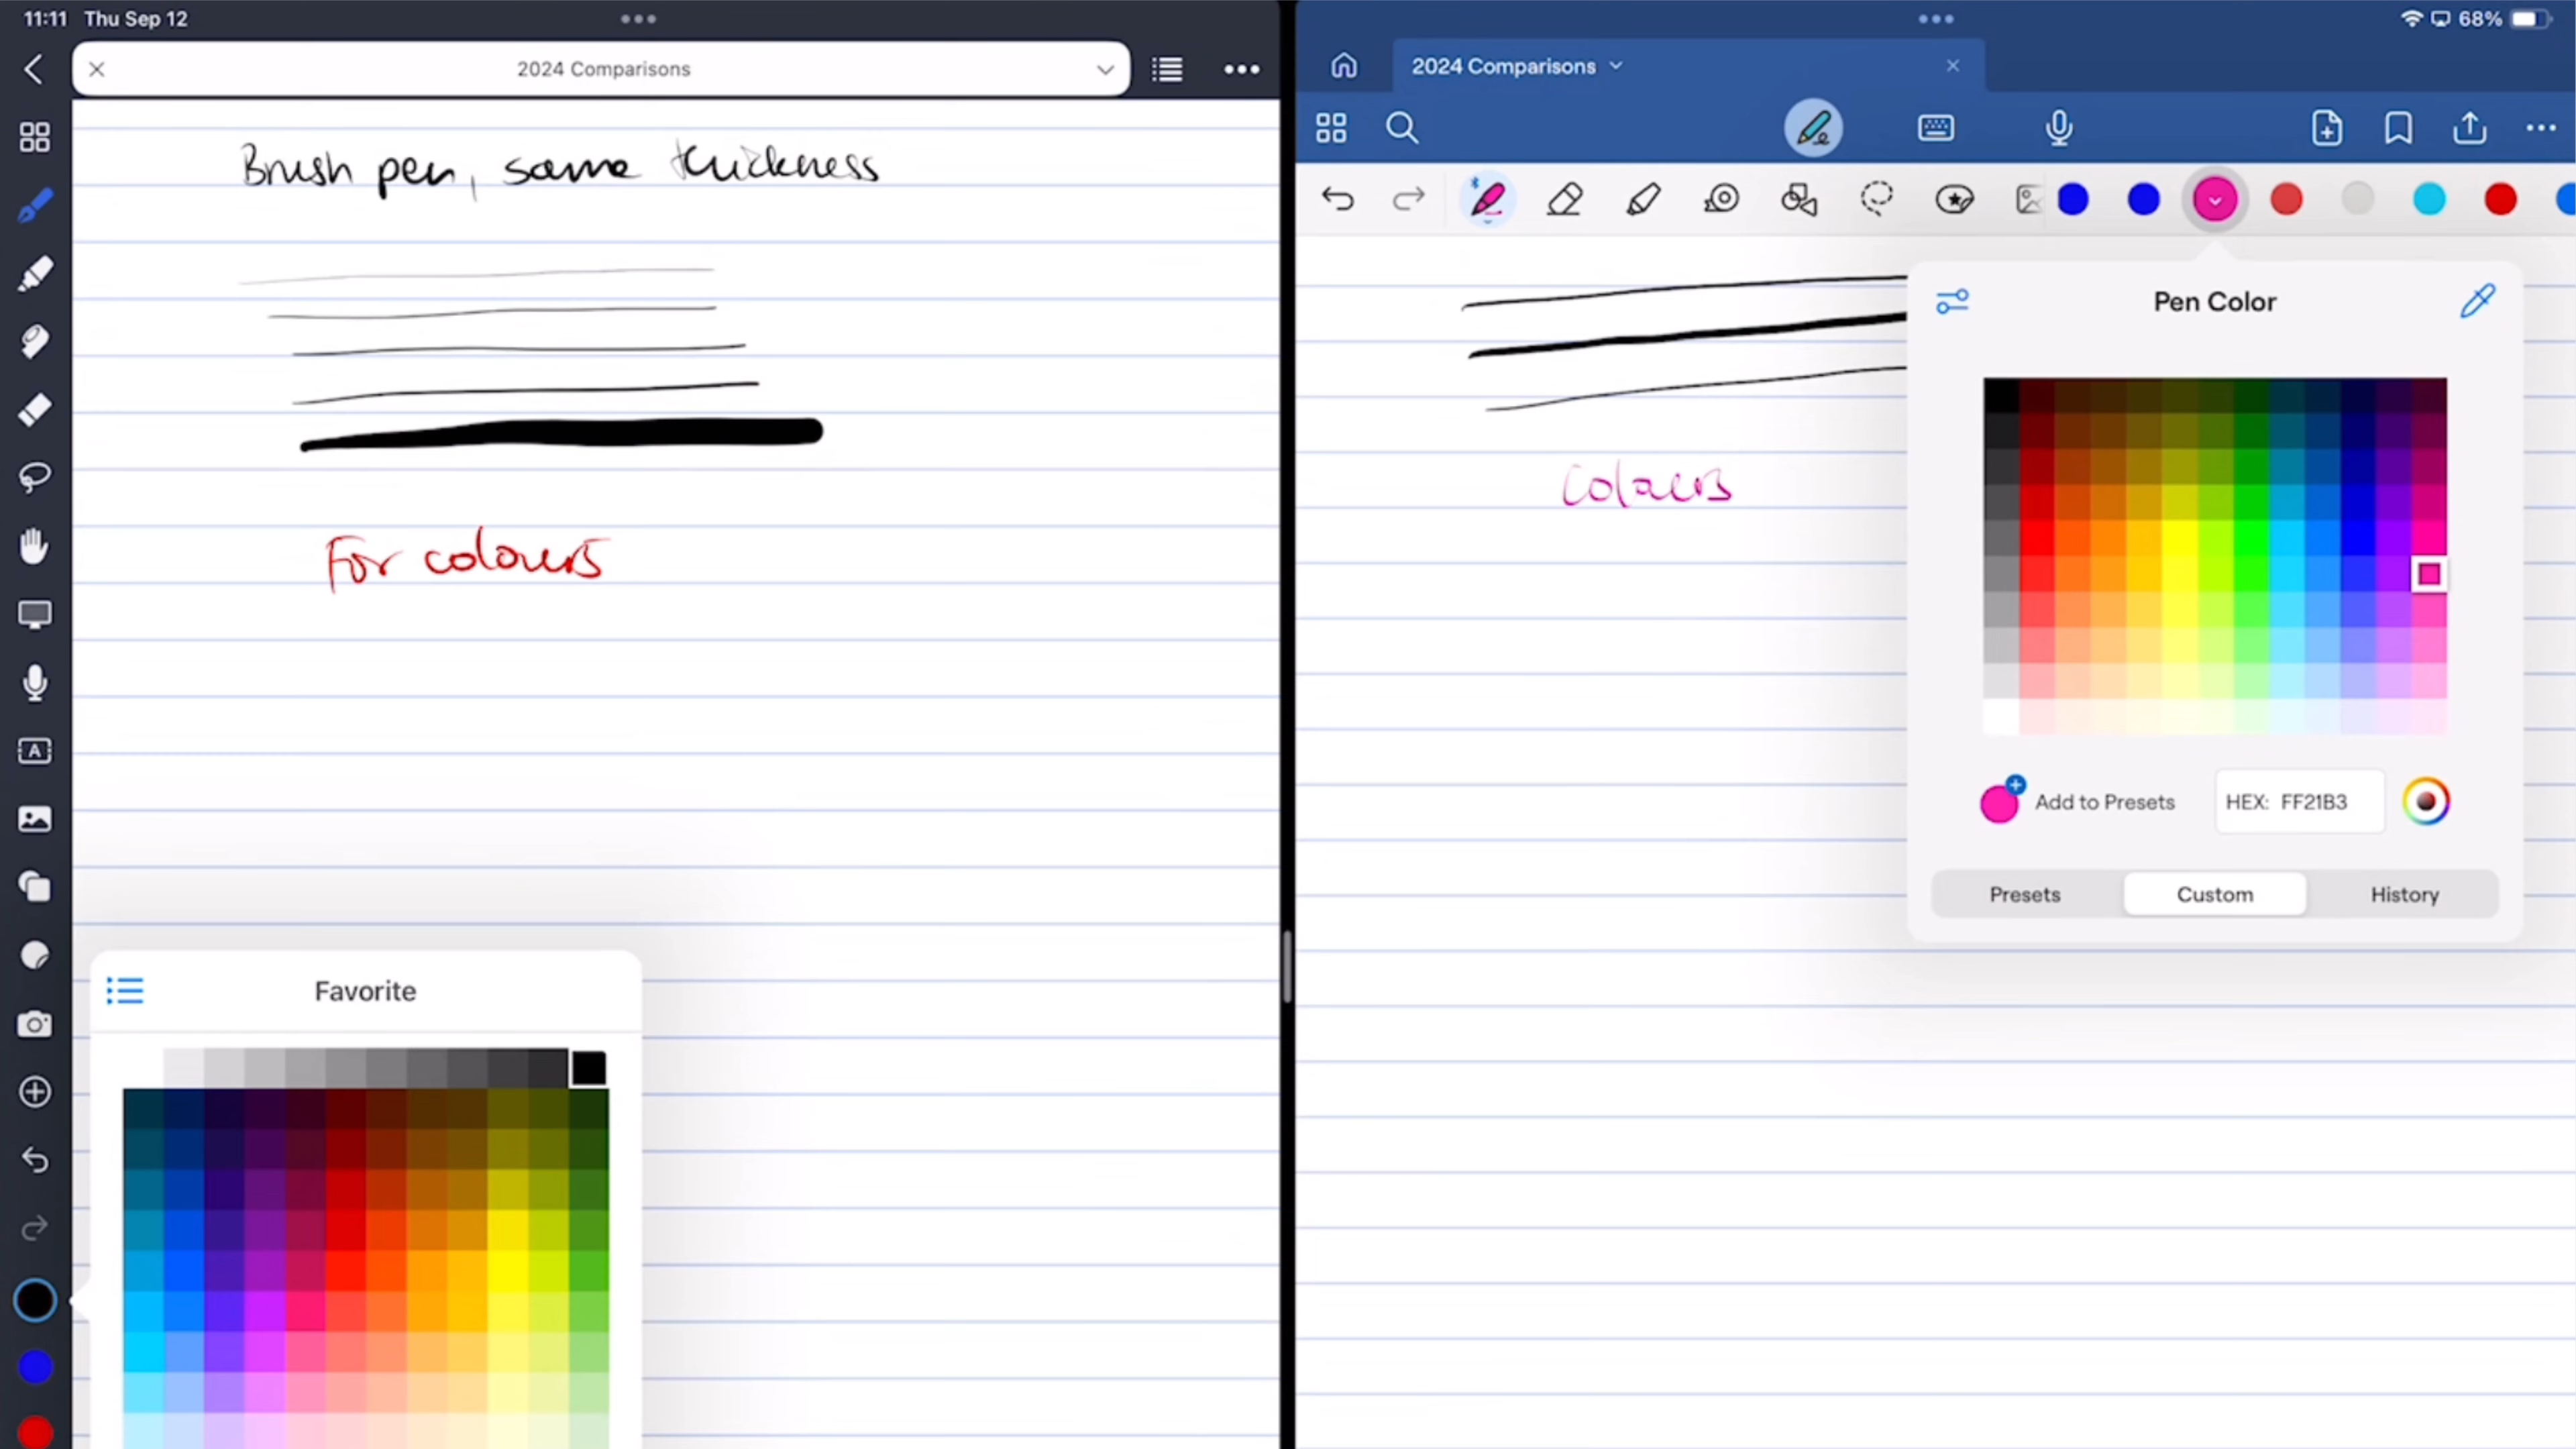 11:11 Thu Sep 12
2024 Comparisons
Brush pen, same thickness
For colours
Favorite
68%
2024 Comparisons
Colours
Pen Color
Add to Presets
HEX: FF21B3
Presets
Custom
History